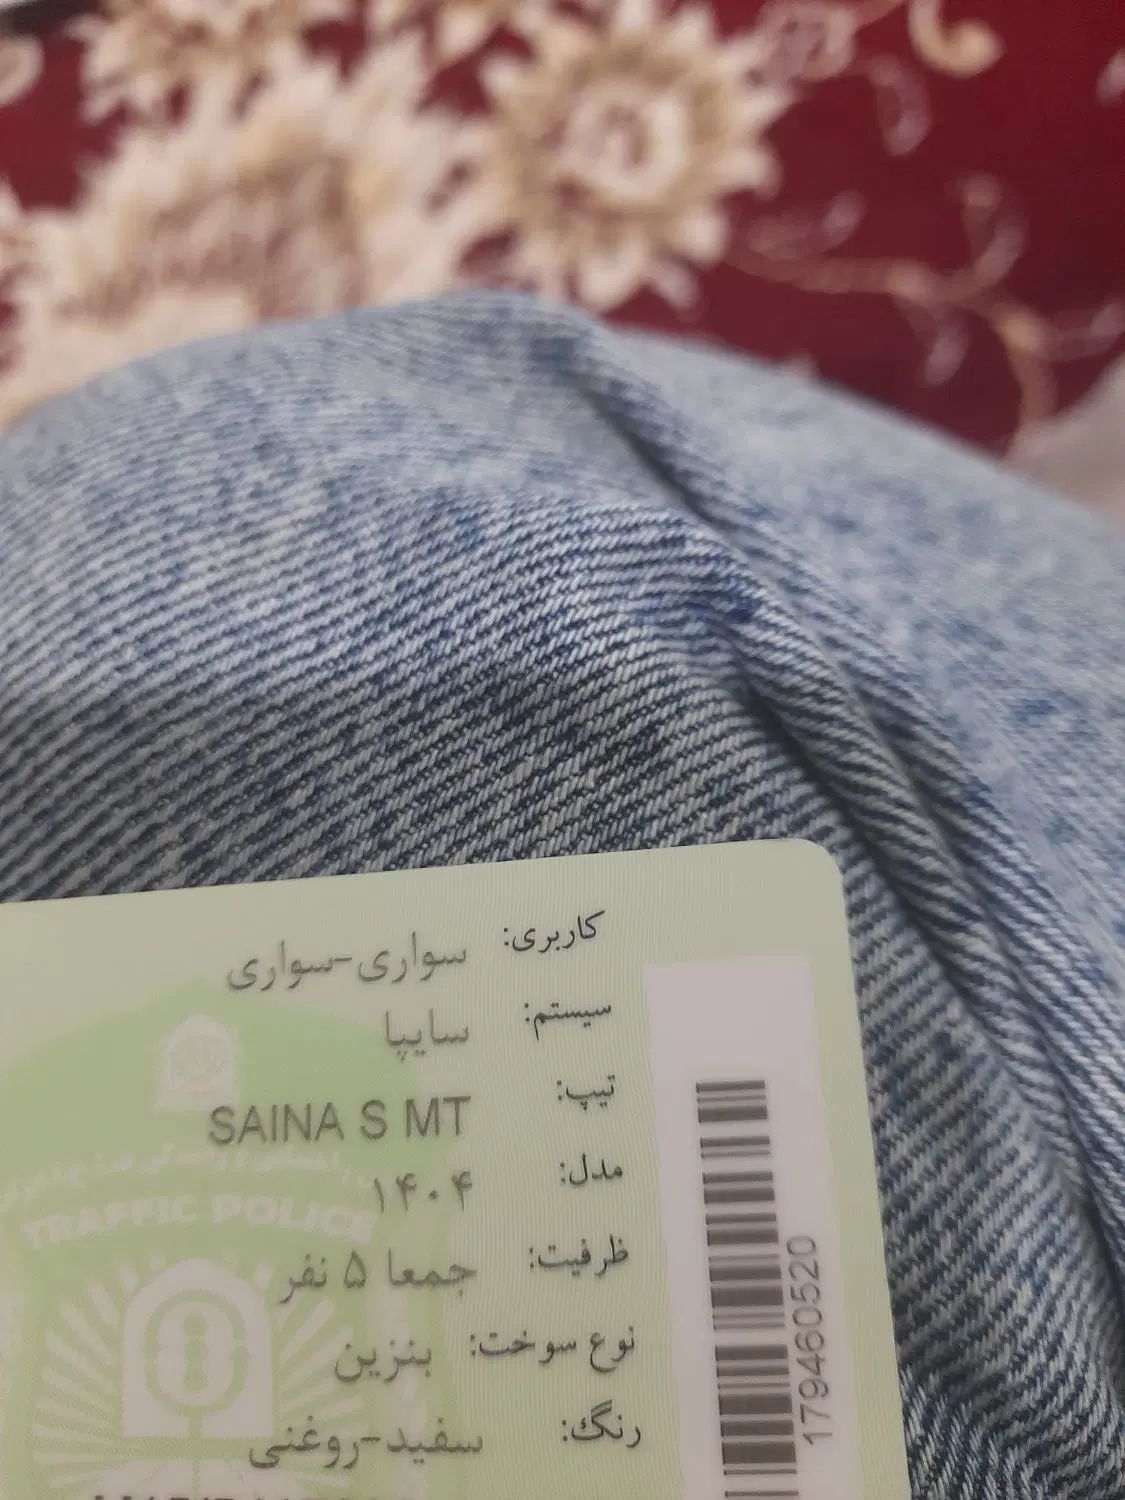 کاربری: سواری-سواری
سیستم: سایپا
تیپ: SAINA S MT
مدل: ۱۴۰۴
ظرفیت: جمعا ۵ نفر
نوع سوخت: بنزین
رنگ: سفید-روغنی
TRAFFIC POLICE
179460520